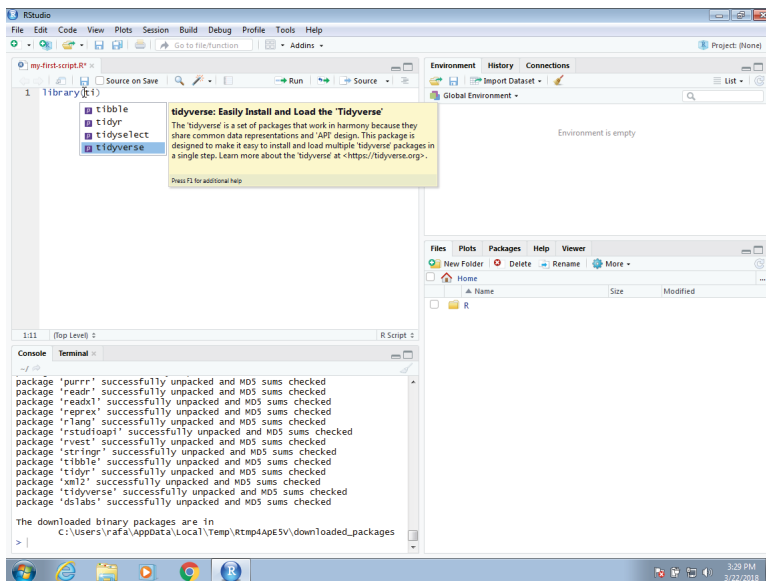 RStudio
File Edit Code View Plots Session Build Debug Profile Tools Help
Go to file/function Addins Project: (None)
my-first-script.R*
Source on Save Run Source
1 library(ti)
tibble
tidyr
tidyselect
tidyverse
tidyverse: Easily Install and Load the 'Tidyverse'
The 'tidyverse' is a set of packages that work in harmony because they
share common data representations and 'API' design. This package is
designed to make it easy to install and load multiple 'tidyverse' packages in
a single step. Learn more about the 'tidyverse' at <https://tidyverse.org>.
Press F1 for additional help
1:11 (Top Level) R Script
Console Terminal
~/
package 'purrr' successfully unpacked and MD5 sums checked
package 'readr' successfully unpacked and MD5 sums checked
package 'readxl' successfully unpacked and MD5 sums checked
package 'reprex' successfully unpacked and MD5 sums checked
package 'rlang' successfully unpacked and MD5 sums checked
package 'rstudioapi' successfully unpacked and MD5 sums checked
package 'rvest' successfully unpacked and MD5 sums checked
package 'stringr' successfully unpacked and MD5 sums checked
package 'tibble' successfully unpacked and MD5 sums checked
package 'tidyr' successfully unpacked and MD5 sums checked
package 'xml2' successfully unpacked and MD5 sums checked
package 'tidyverse' successfully unpacked and MD5 sums checked
package 'dslabs' successfully unpacked and MD5 sums checked
The downloaded binary packages are in
C:\Users\rafa\AppData\Local\Temp\Rtmp4ApE5V\downloaded_packages
>
Environment History Connections
Import Dataset List
Global Environment
Environment is empty
Files Plots Packages Help Viewer
New Folder Delete Rename More
Home ...
Name Size Modified
R
3:29 PM
3/22/2018